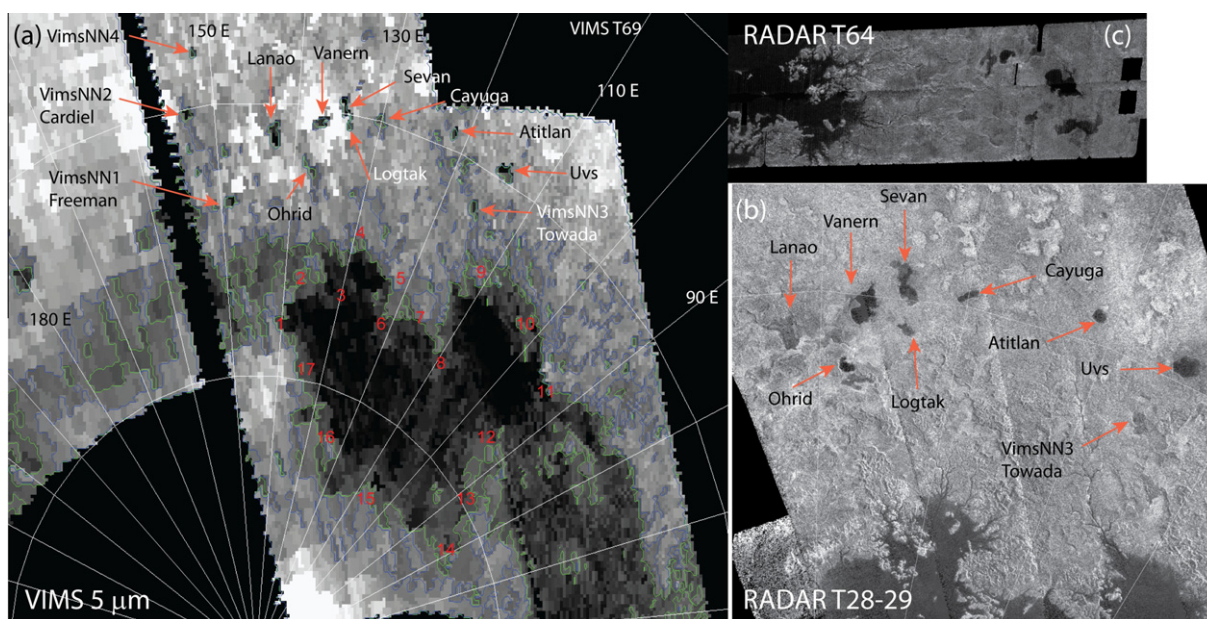 (a)
150 E
130 E
VIMS T69
VimsNN4
Lanao
Vanern
Sevan
Cayuga
110 E
VimsNN2
Cardiel
Atitlan
Uvs
VimsNN1
Freeman
Ohrid
Logtak
VimsNN3
Towada
4
2
3
5
9
90 E
180 E
1
6
7
10
8
17
11
16
12
15
13
14
VIMS 5 μm
RADAR T64
(c)
(b)
Sevan
Vanern
Lanao
Cayuga
Atitlan
Uvs
Ohrid
Logtak
VimsNN3
Towada
RADAR T28-29